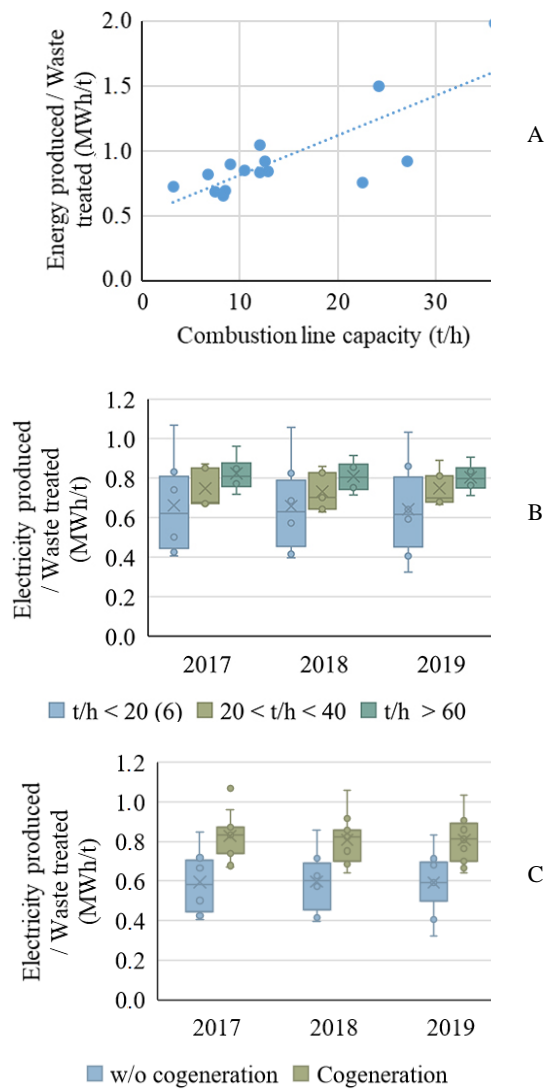 2.0
1.5
1.0
0.5
0.0
Energy produced / Waste
treated (MWh/t)
0 10 20 30
Combustion line capacity (t/h)
A
1.2
1.0
0.8
0.6
0.4
0.2
0.0
Electricity produced
/ Waste treated
(MWh/t)
2017 2018 2019
t/h < 20 (6) 20 < t/h < 40 t/h > 60
B
1.2
1.0
0.8
0.6
0.4
0.2
0.0
Electricity produced
/ Waste treated
(MWh/t)
2017 2018 2019
w/o cogeneration Cogeneration
C